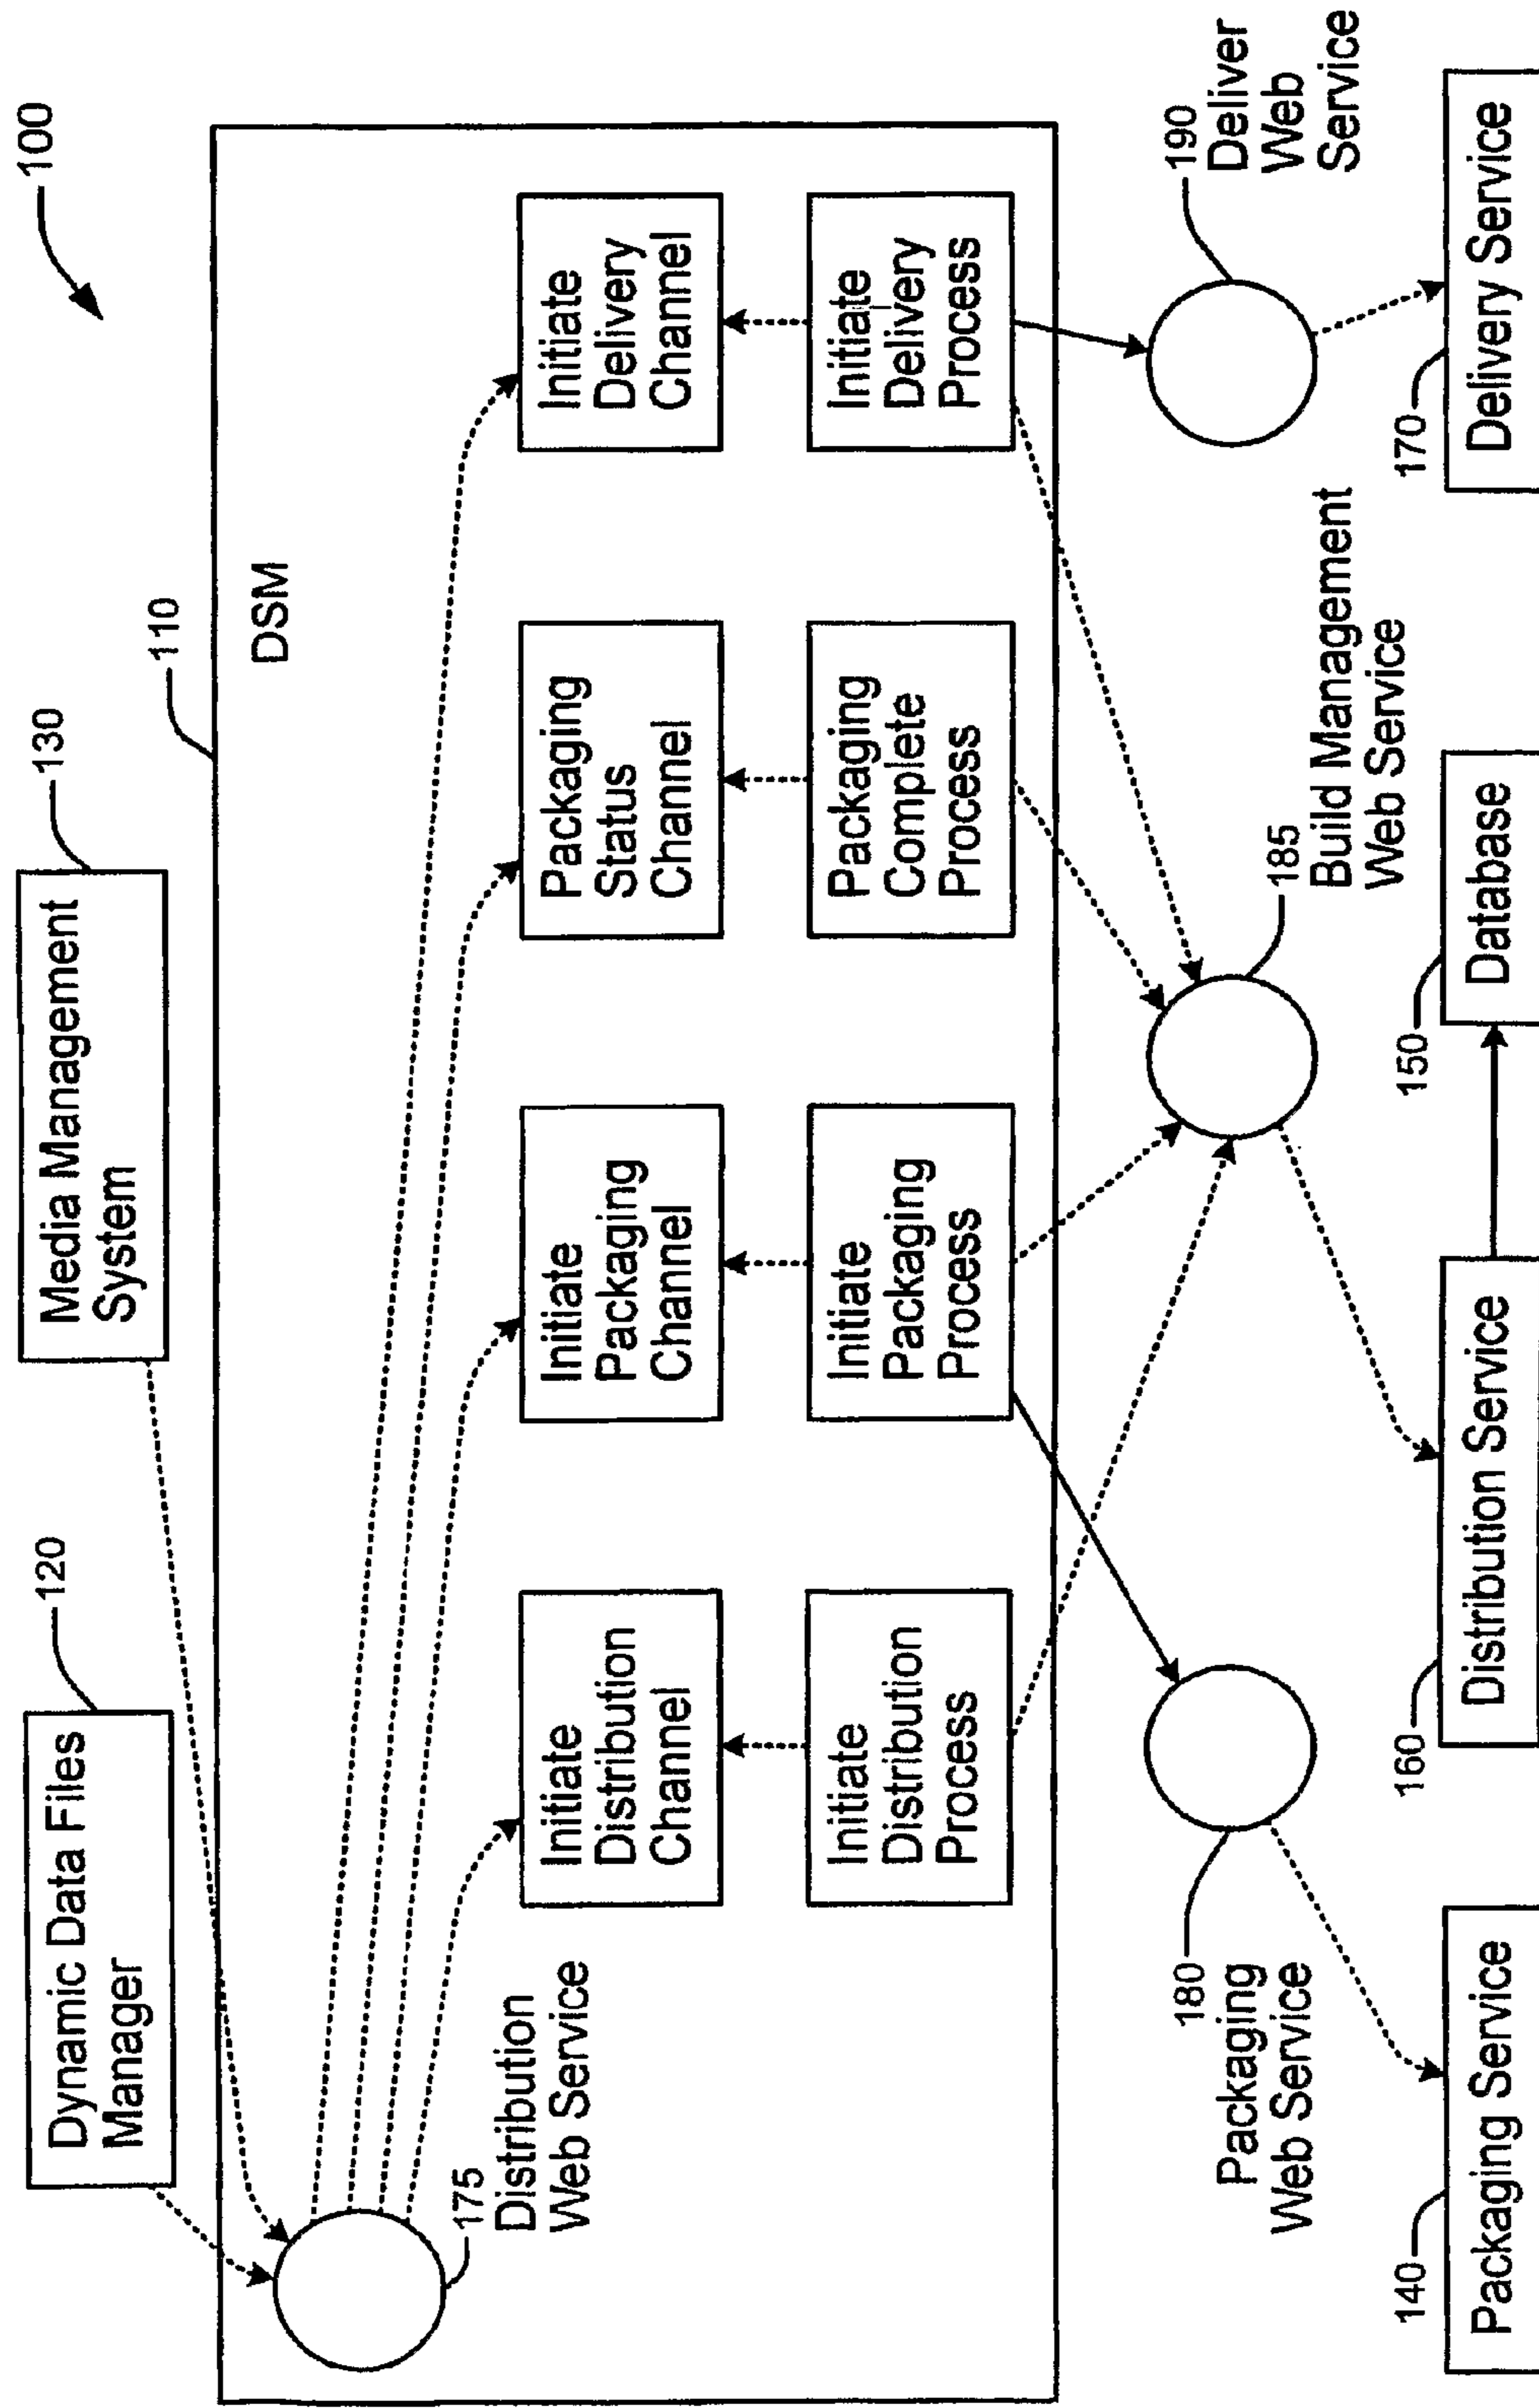 100
Dynamic Data Files
Manager
120
Media Management
System
130
110
DSM
175
Distribution
Web Service
Initiate
Distribution
Channel
Initiate
Packaging
Channel
Packaging
Status
Channel
Initiate
Delivery
Channel
Initiate
Distribution
Process
Initiate
Packaging
Process
Packaging
Complete
Process
Initiate
Delivery
Process
180
Packaging
Web Service
185
Build Management
Web Service
190
Deliver
Web
Service
140
Packaging Service
160
Distribution Service
150
Database
170
Delivery Service